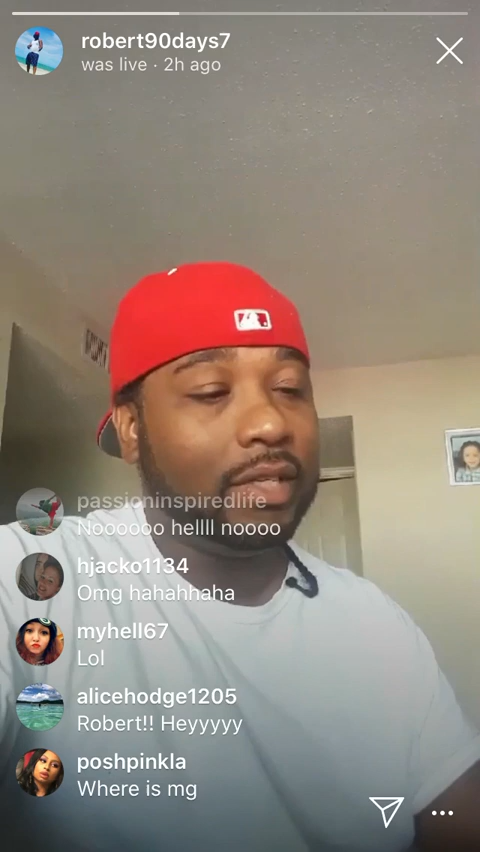 robert90days7
was live · 2h ago
passioninspiredlife
Noooooo hellll noooo
hjacko1134
Omg hahahhaha
myhell67
Lol
alicehodge1205
Robert!! Heyyyyy
poshpinkla
Where is mg